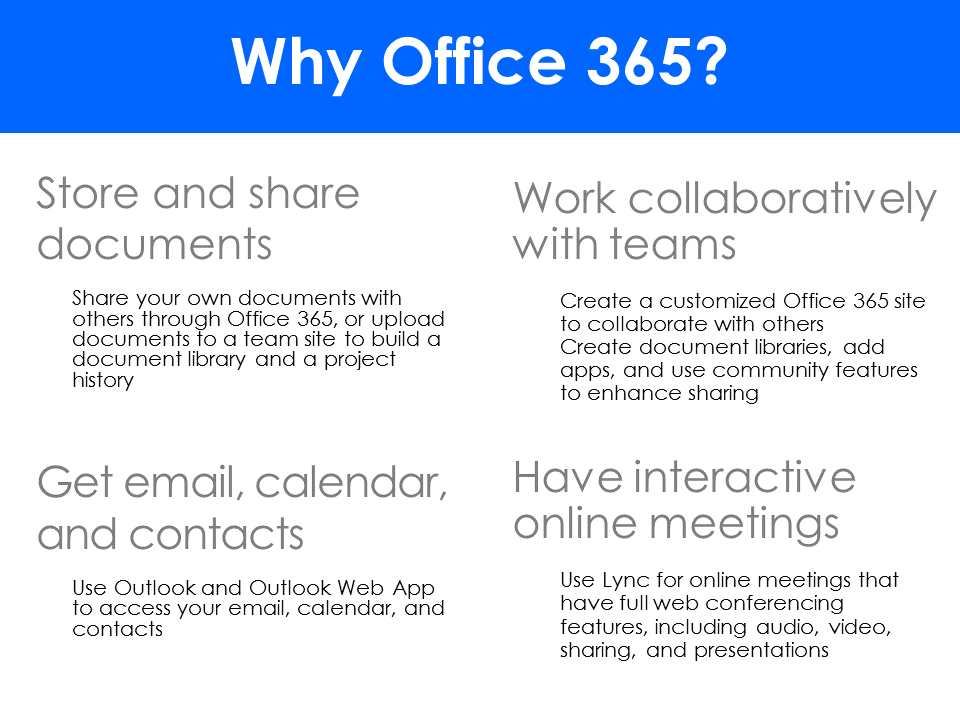 Why Office 365?
Store and share
documents
Share your own documents with
others through Office 365, or upload
documents to a team site to build a
document library and a project
history
Work collaboratively
with teams
Create a customized Office 365 site
to collaborate with others
Create document libraries, add
apps, and use community features
to enhance sharing
Get email, calendar,
and contacts
Use Outlook and Outlook Web App
to access your email, calendar, and
contacts
Have interactive
online meetings
Use Lync for online meetings that
have full web conferencing
features, including audio, video,
sharing, and presentations